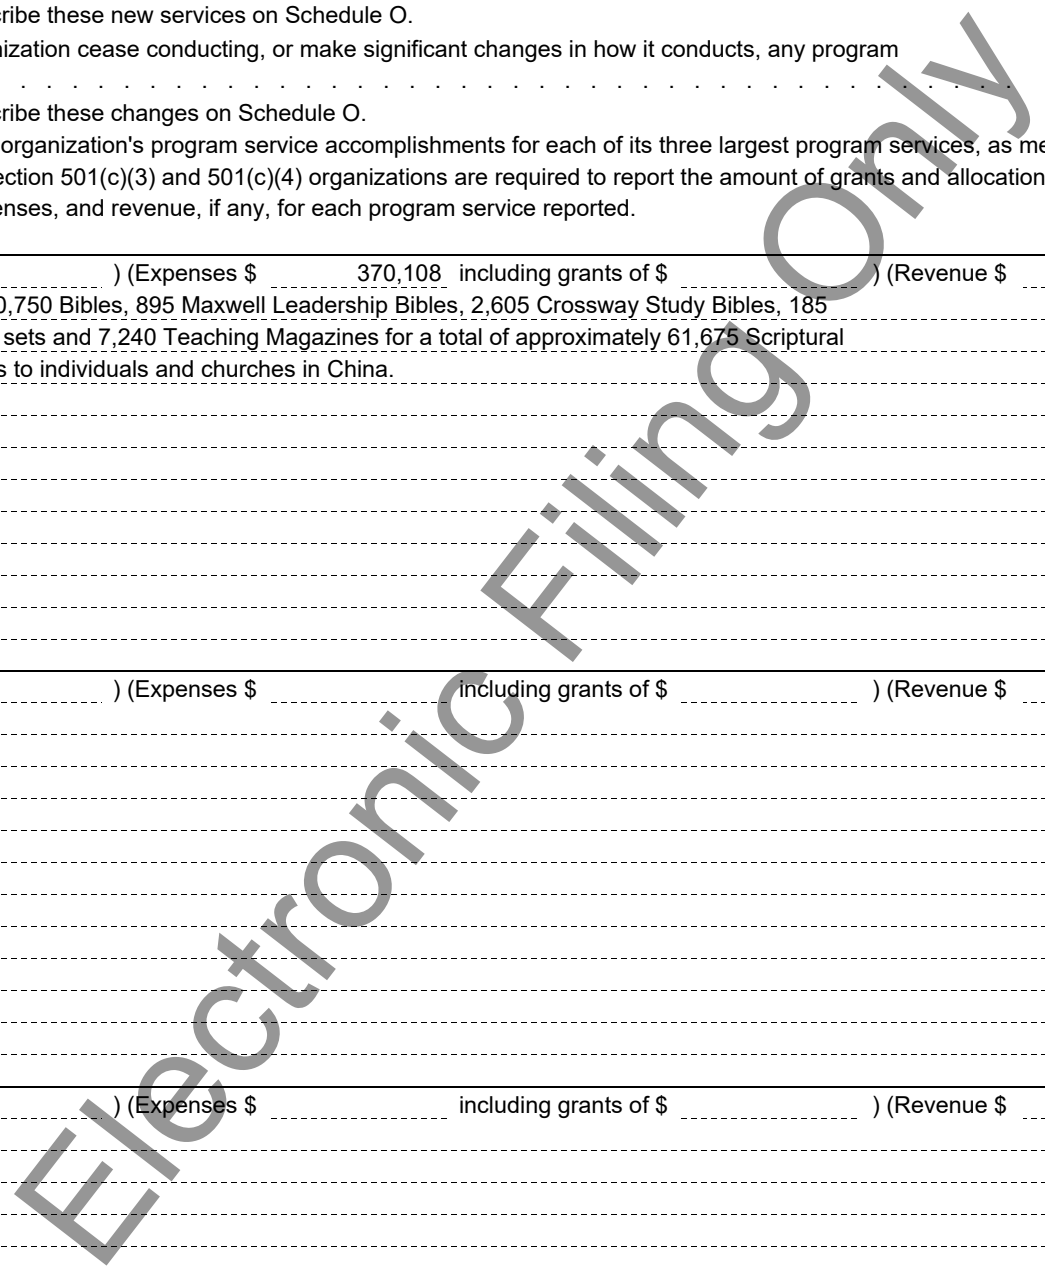 ribe these new services on Schedule O.
nization cease conducting, or make significant changes in how it conducts, any program
. . . . . . . . . . . . . . . . . . . . . . . . . . . . . . . . . . . . . . . .
ribe these changes on Schedule O.
organization's program service accomplishments for each of its three largest program services, as me
ection 501(c)(3) and 501(c)(4) organizations are required to report the amount of grants and allocation
enses, and revenue, if any, for each program service reported.
) (Expenses $ 370,108 including grants of $ ) (Revenue $
0,750 Bibles, 895 Maxwell Leadership Bibles, 2,605 Crossway Study Bibles, 185
sets and 7,240 Teaching Magazines for a total of approximately 61,675 Scriptural
s to individuals and churches in China.
) (Expenses $ including grants of $ ) (Revenue $
) (Expenses $ including grants of $ ) (Revenue $
Electronic Filing Only